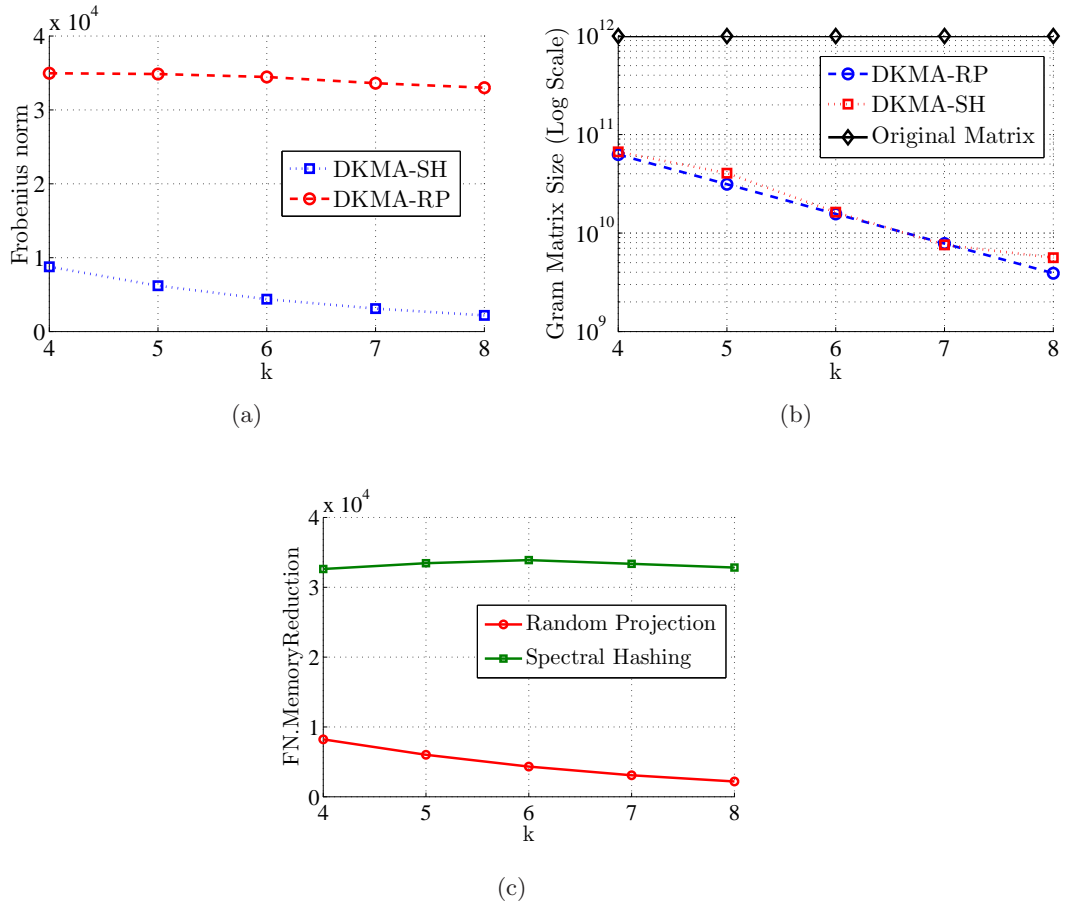 x 10^4
4
3
2
1
0
Frobenius norm
DKMA-SH
DKMA-RP
4 5 6 7 8
k
(a)
10^12
10^11
10^10
10^9
Gram Matrix Size (Log Scale)
DKMA-RP
DKMA-SH
Original Matrix
4 5 6 7 8
k
(b)
x 10^4
4
3
2
1
0
FN.MemoryReduction
Random Projection
Spectral Hashing
4 5 6 7 8
k
(c)